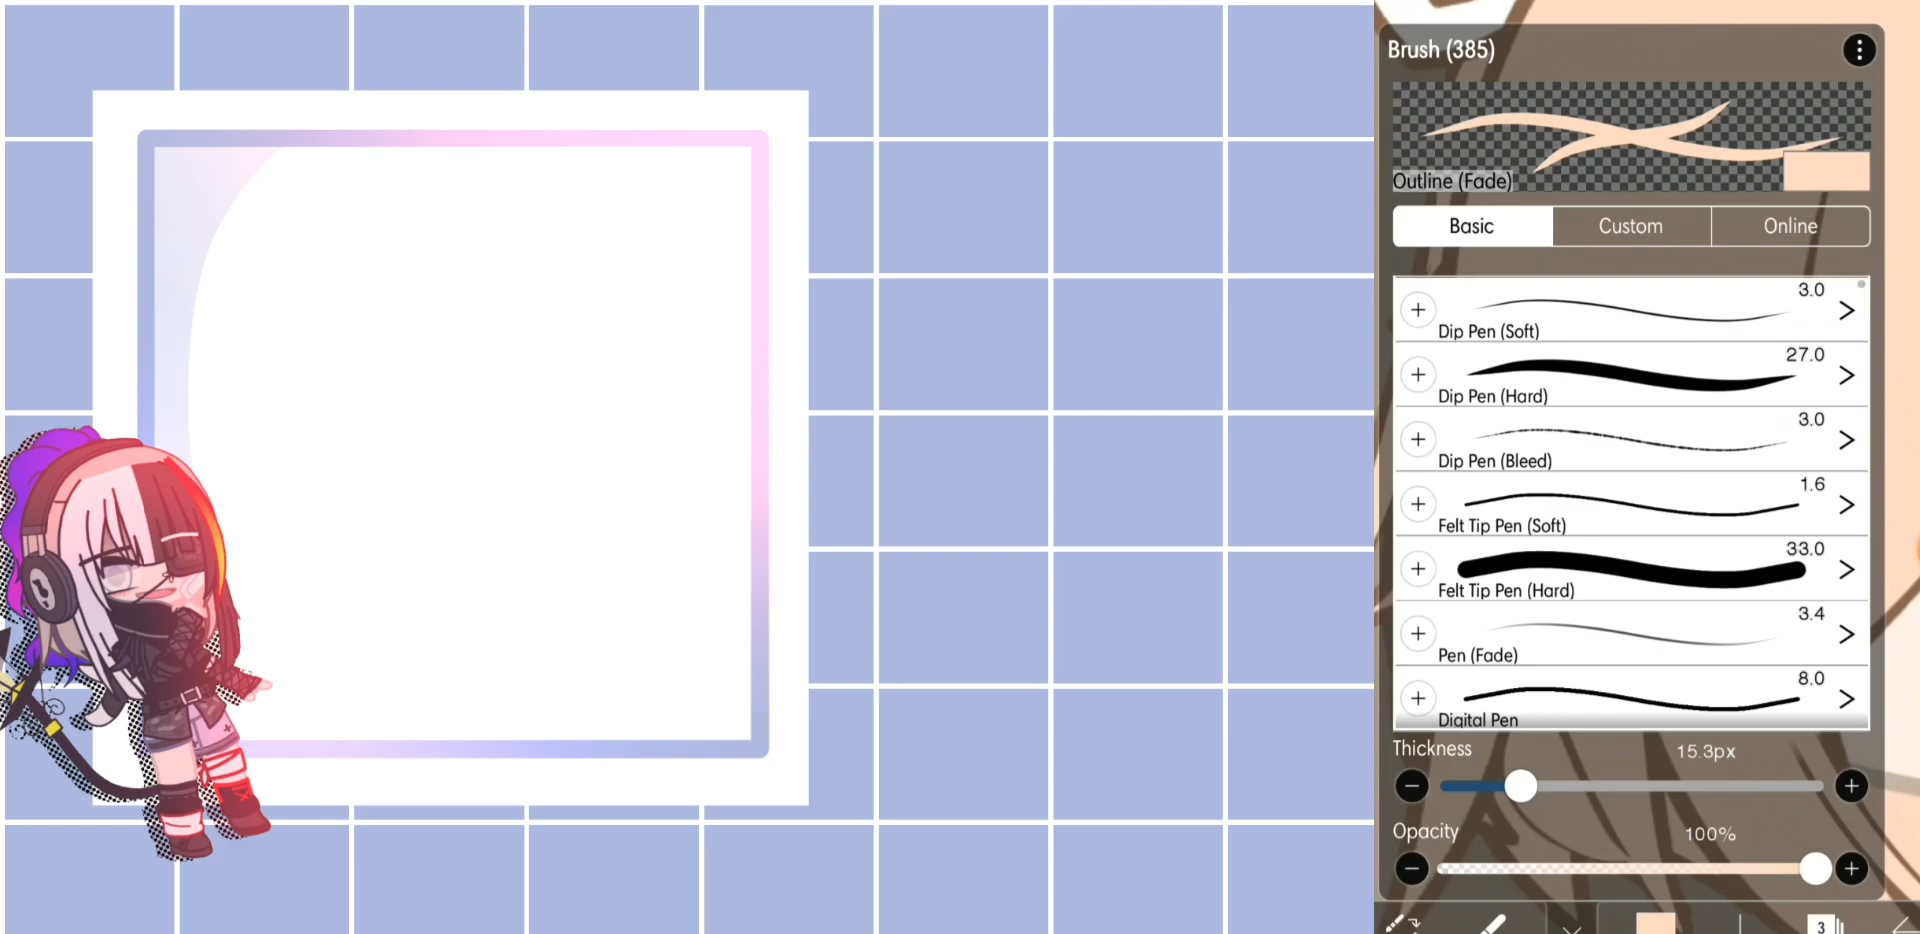 Brush (385)
Outline (Fade)
Basic
Custom
Online
3.0
Dip Pen (Soft)
27.0
Dip Pen (Hard)
3.0
Dip Pen (Bleed)
1.6
Felt Tip Pen (Soft)
33.0
Felt Tip Pen (Hard)
3.4
Pen (Fade)
8.0
Digital Pen
Thickness
15.3px
Opacity
100%
3